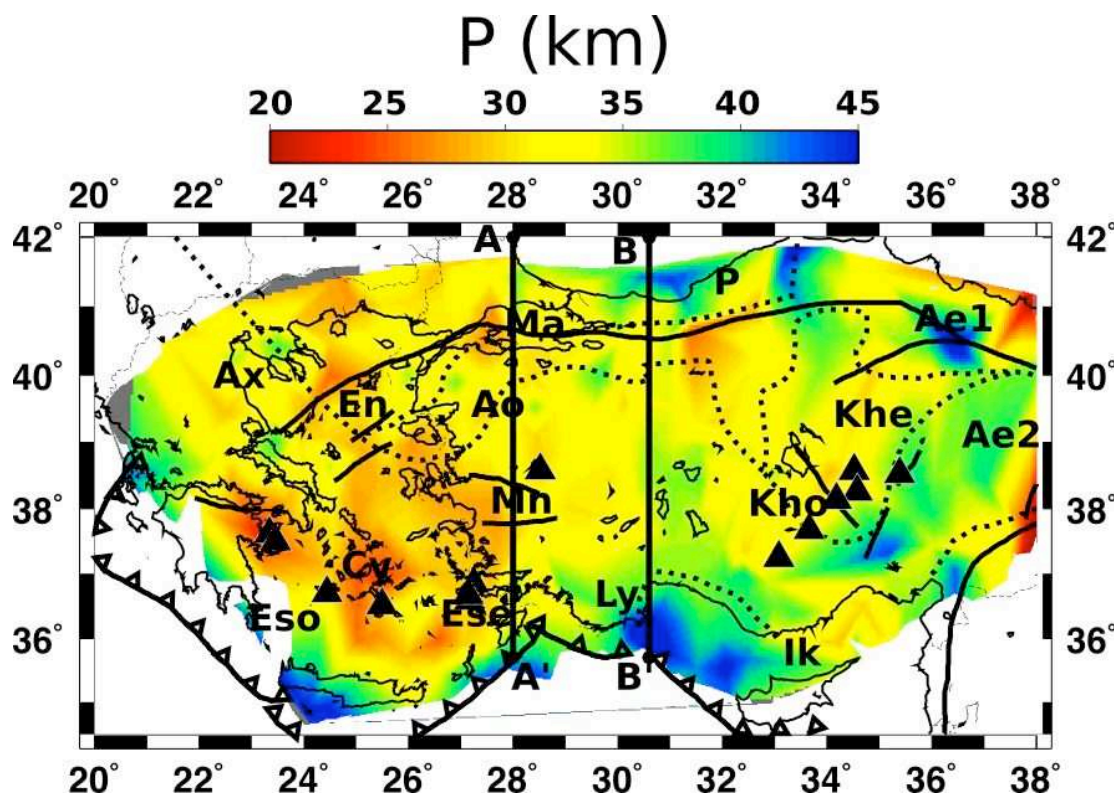 P (km)
20 25 30 35 40 45
20° 22° 24° 26° 28° 30° 32° 34° 36° 38°
42° A B 42°
P
Ma Ae1
Ax
40° 40°
En Ao Khe
Ae2
Mn Kho
38° 38°
Cy
Eso Ese Ly
36° Ik 36°
A' B'
20° 22° 24° 26° 28° 30° 32° 34° 36° 38°